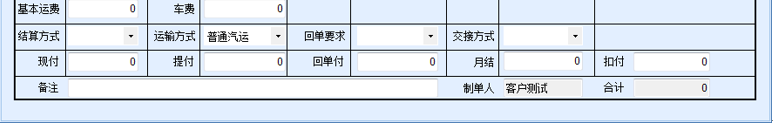 基本运费 0 车费 0
结算方式 运输方式 普通汽运 回单要求 交接方式
现付 0 提付 0 回单付 0 月结 0 扣付 0
备注 制单人 客户测试 合计 0